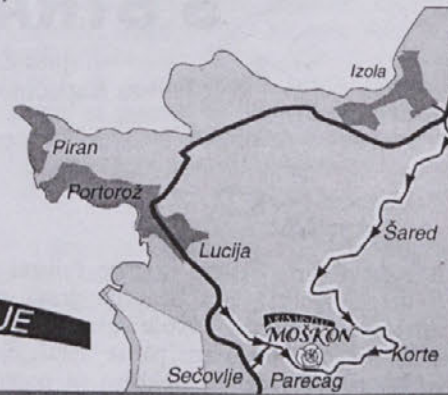 Izola
Piran
Portorož
Šared
Lucija
JE
MOŠKON
Korte
Sečovlje
Parecag